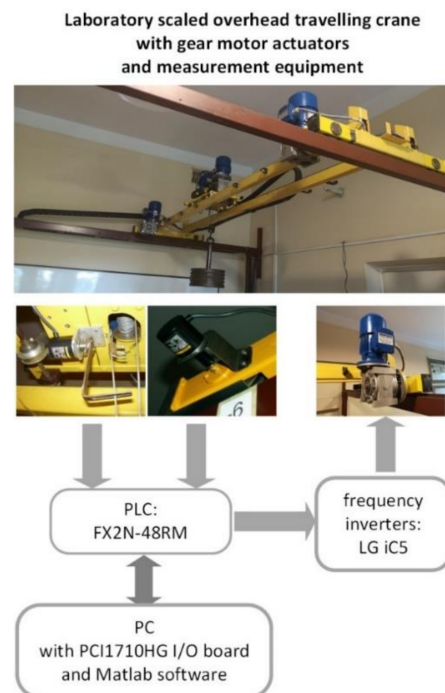 Laboratory scaled overhead travelling crane
with gear motor actuators
and measurement equipment
6
PLC:
FX2N-48RM
frequency
inverters:
LG iC5
PC
with PCI1710HG I/O board
and Matlab software